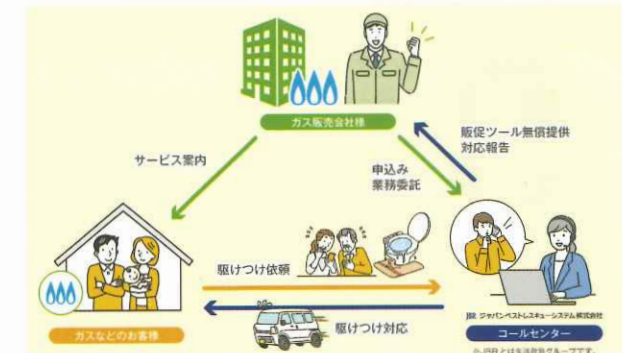 ガス販売会社様
販促ツール無償提供
対応報告
サービス案内
申込み
業務委託
駆けつけ依頼
JBR ジャパンベストレスキューシステム株式会社
駆けつけ対応
ガスなどのお客様
コールセンター